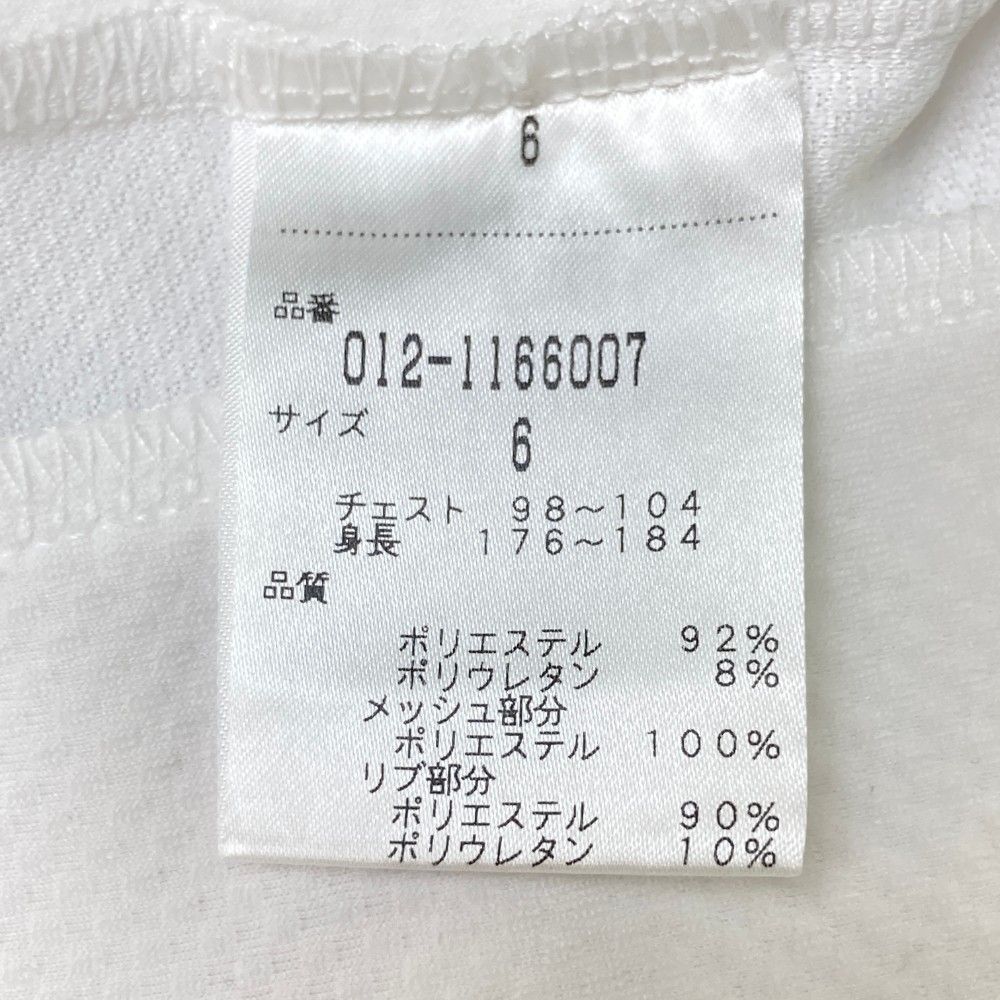 6
品番
012-1166007
サイズ
6
チェスト 98~104
身長 176~184
品質
ポリエステル 92%
ポリウレタン 8%
メッシュ部分
ポリエステル 100%
リブ部分
ポリエステル 90%
ポリウレタン 10%